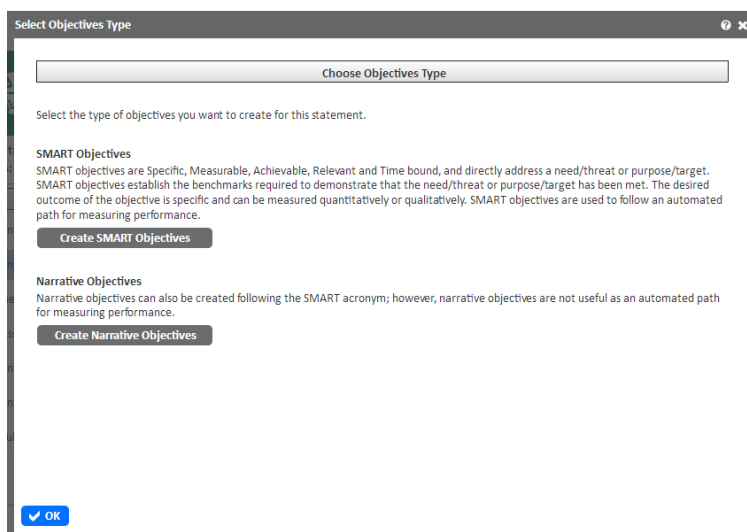 Select Objectives Type
Choose Objectives Type
Select the type of objectives you want to create for this statement.
SMART Objectives
SMART objectives are Specific, Measurable, Achievable, Relevant and Time bound, and directly address a need/threat or purpose/target.
SMART objectives establish the benchmarks required to demonstrate that the need/threat or purpose/target has been met. The desired
outcome of the objective is specific and can be measured quantitatively or qualitatively. SMART objectives are used to follow an automated
path for measuring performance.
Create SMART Objectives
Narrative Objectives
Narrative objectives can also be created following the SMART acronym; however, narrative objectives are not useful as an automated path
for measuring performance.
Create Narrative Objectives
OK